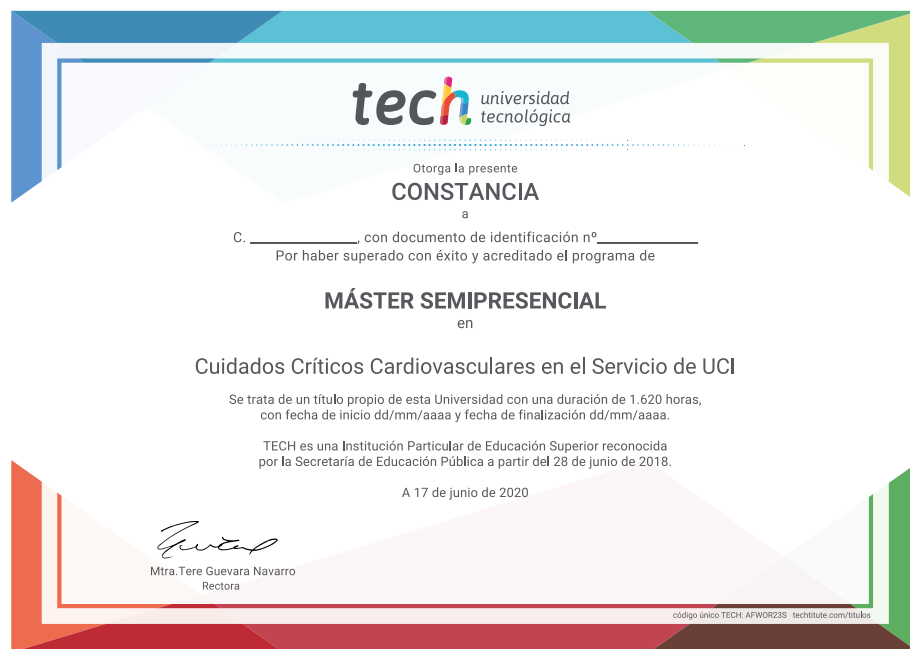 tech universidad
tecnológica
Otorga la presente
CONSTANCIA
a
C. ____________, con documento de identificación nº____________
Por haber superado con éxito y acreditado el programa de
MÁSTER SEMIPRESENCIAL
en
Cuidados Críticos Cardiovasculares en el Servicio de UCI
Se trata de un título propio de esta Universidad con una duración de 1.620 horas,
con fecha de inicio dd/mm/aaaa y fecha de finalización dd/mm/aaaa.
TECH es una Institución Particular de Educación Superior reconocida
por la Secretaría de Educación Pública a partir del 28 de junio de 2018.
A 17 de junio de 2020
Mtra.Tere Guevara Navarro
Rectora
código único TECH: AFWOR23S techtitute.com/titulos